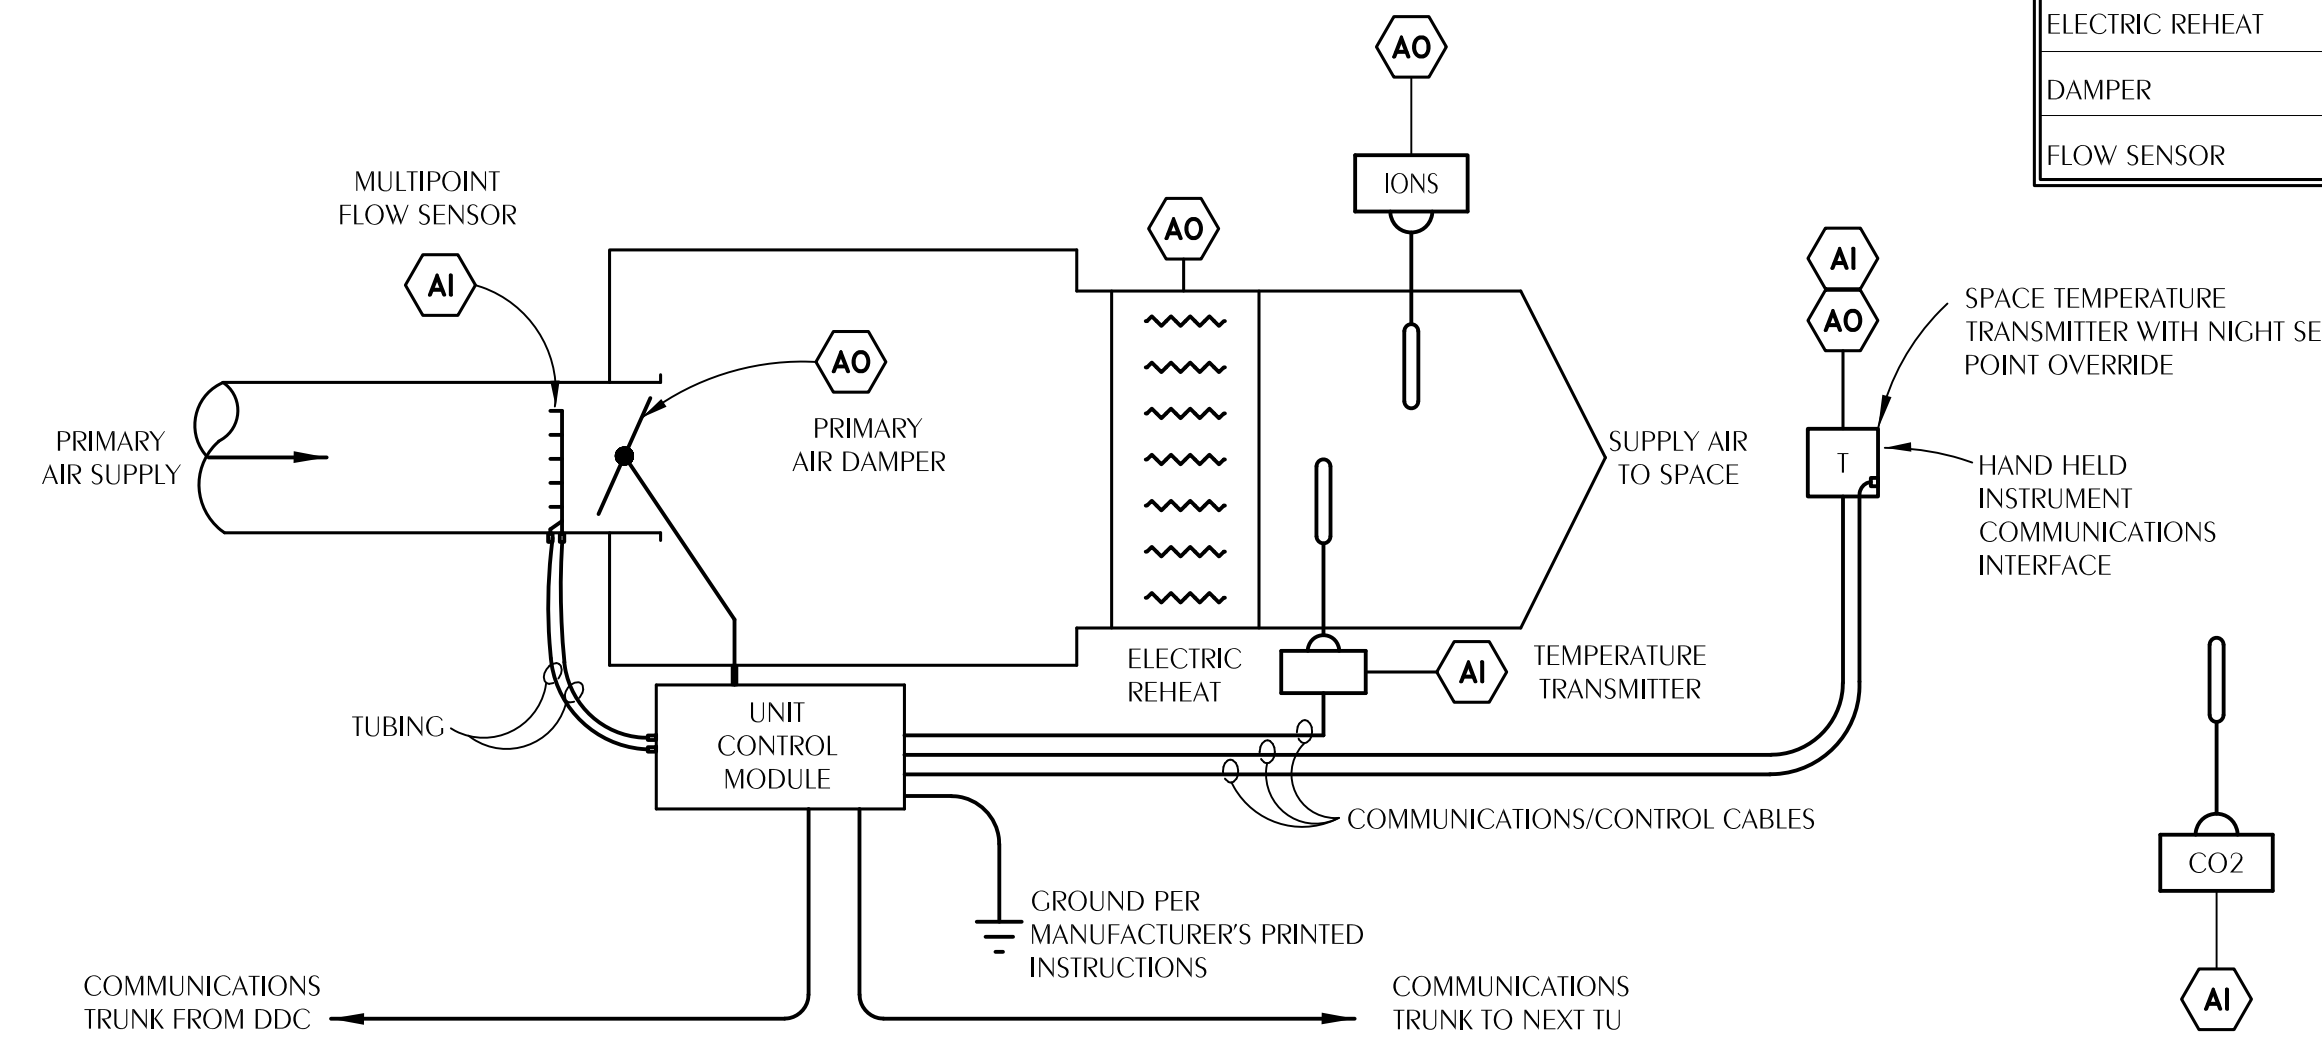 ELECTRIC REHEAT
DAMPER
FLOW SENSOR
AO
IONS
MULTIPOINT
FLOW SENSOR
AI
AO
AO
PRIMARY
AIR DAMPER
PRIMARY
AIR SUPPLY
SUPPLY AIR
TO SPACE
AI
AO
SPACE TEMPERATURE
TRANSMITTER WITH NIGHT SE
POINT OVERRIDE
T
HAND HELD
INSTRUMENT
COMMUNICATIONS
INTERFACE
ELECTRIC
REHEAT
AI
TEMPERATURE
TRANSMITTER
TUBING
UNIT
CONTROL
MODULE
COMMUNICATIONS/CONTROL CABLES
CO2
AI
GROUND PER
MANUFACTURER'S PRINTED
INSTRUCTIONS
COMMUNICATIONS
TRUNK FROM DDC
COMMUNICATIONS
TRUNK TO NEXT TU